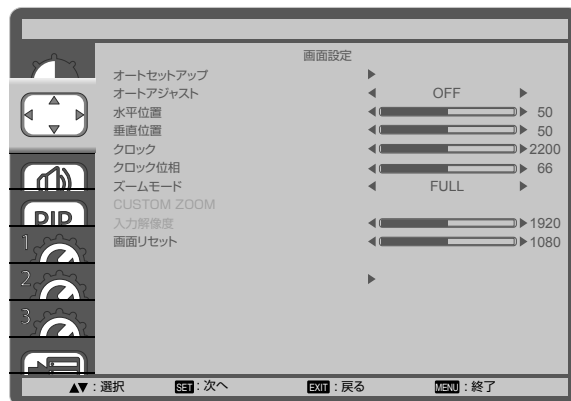 画面設定
オートセットアップ
オートアジャスト OFF
水平位置 50
垂直位置 50
クロック 2200
クロック位相 66
ズームモード FULL
CUSTOM ZOOM
入力解像度 1920
画面リセット 1080
PIP
1
2
3
▲▼ : 選択 SET : 次へ EXIT : 戻る MENU : 終了